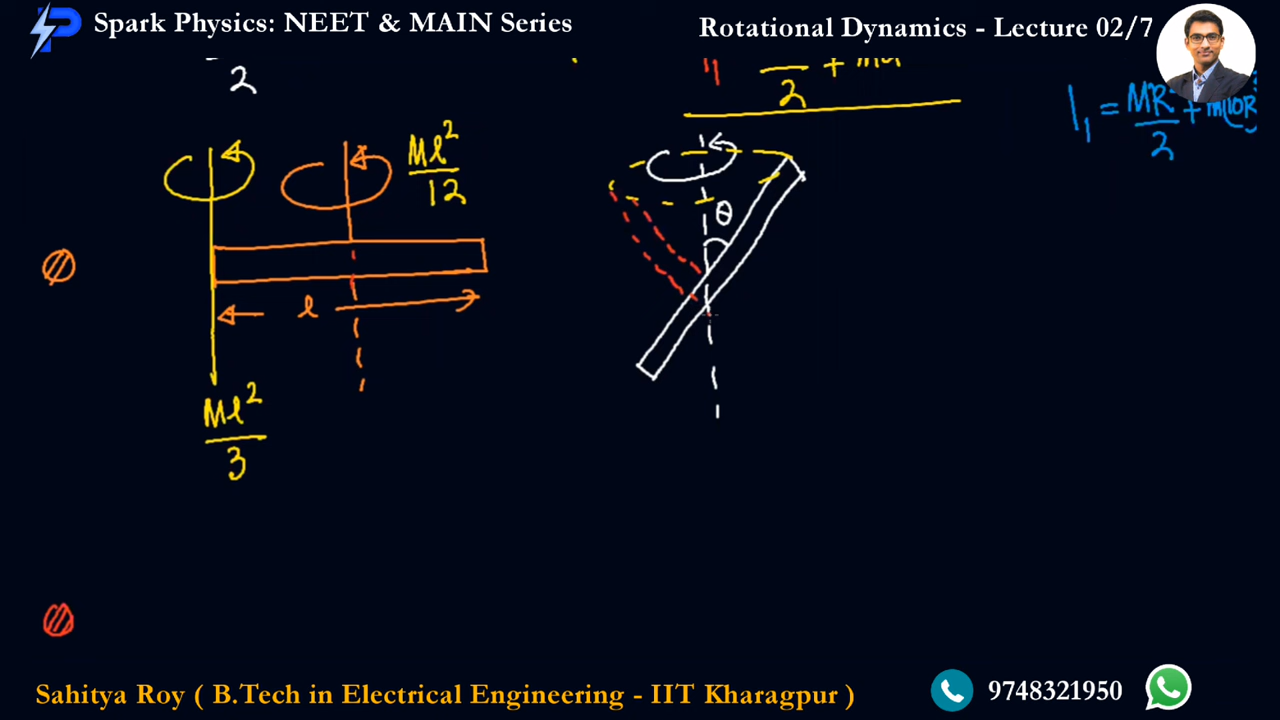 Spark Physics: NEET & MAIN Series
Rotational Dynamics - Lecture 02/7
2
2
I₁ = MR
2
Ml²
12
θ
l
Ml²
3
Sahitya Roy ( B.Tech in Electrical Engineering - IIT Kharagpur )
9748321950